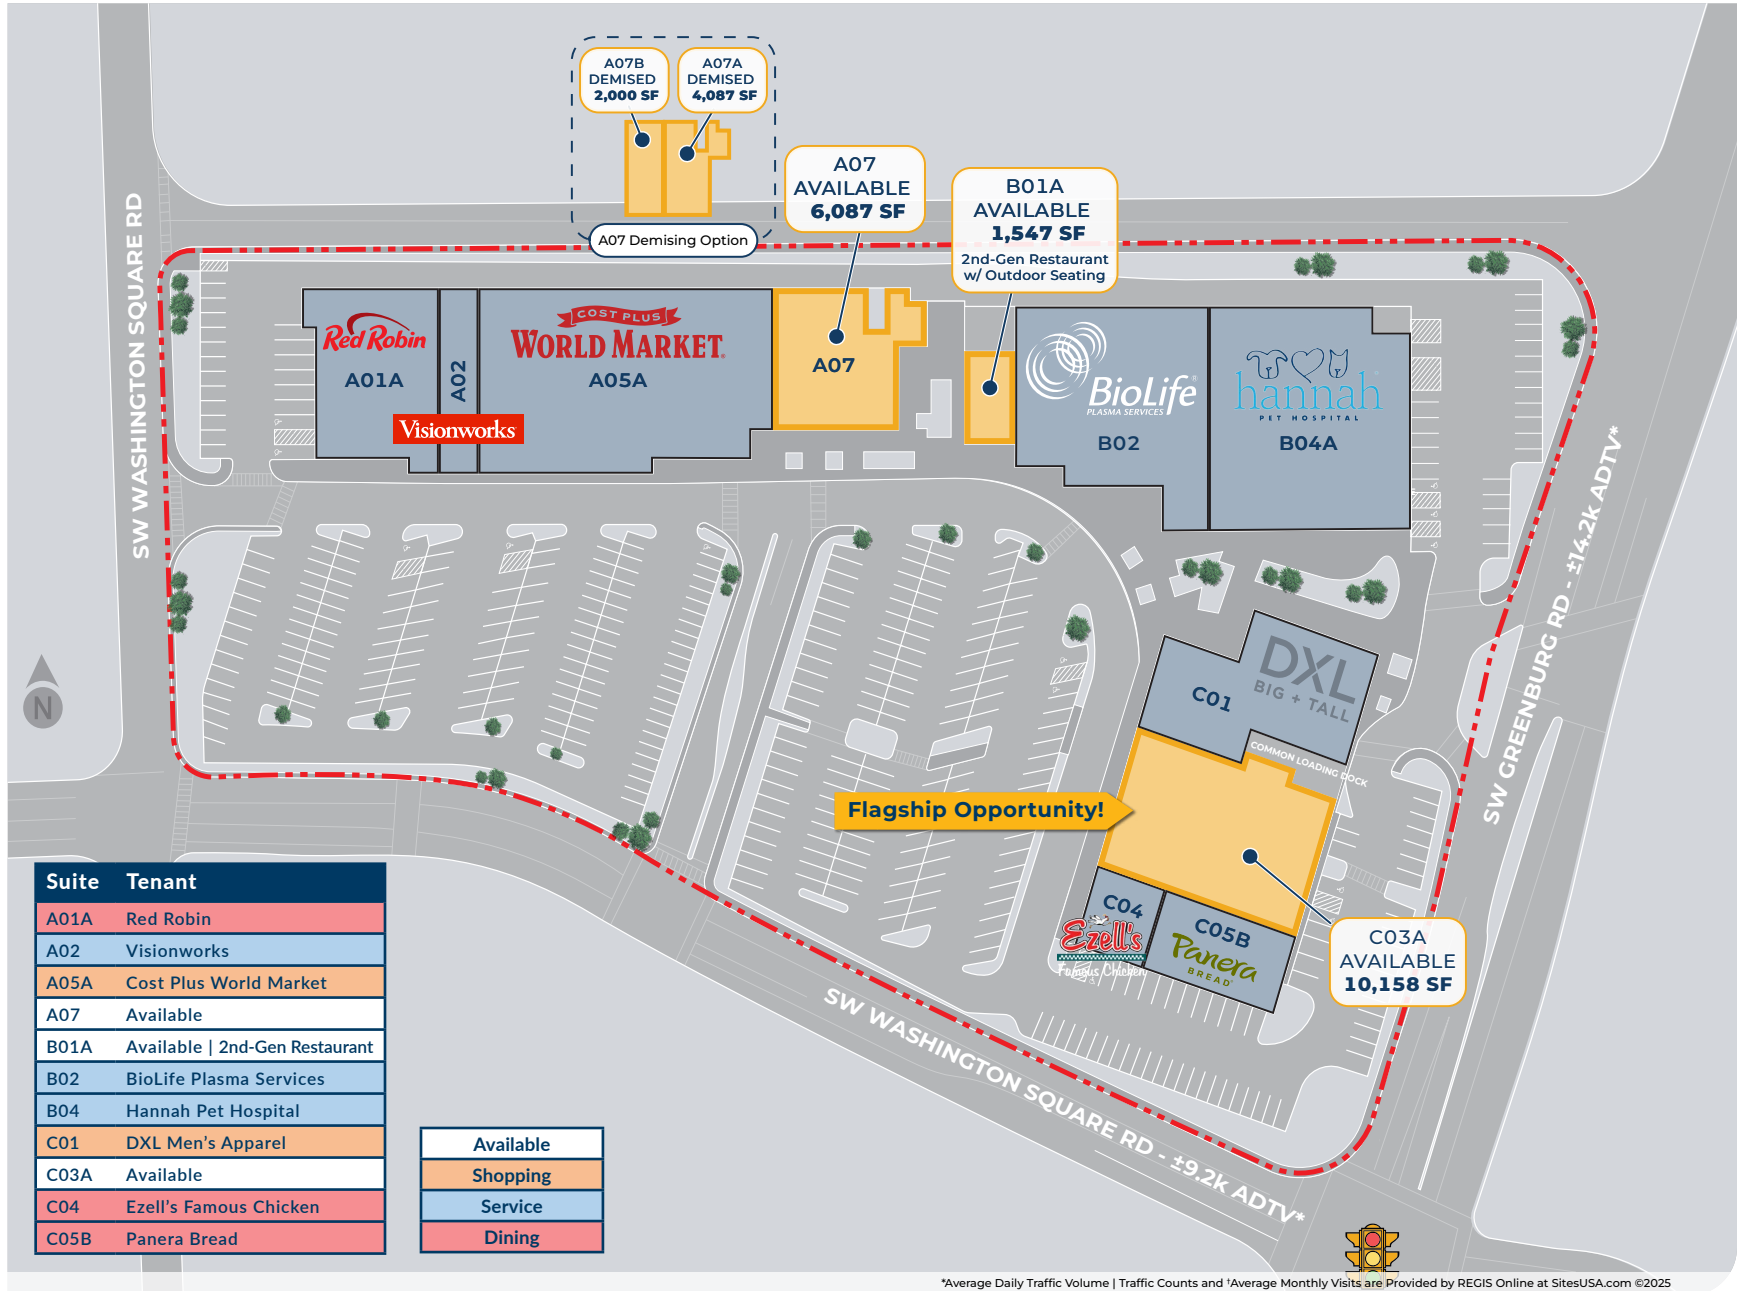 A07B
DEMISED
2,000 SF
A07A
DEMISED
4,087 SF
A07 Demising Option
A07
AVAILABLE
6,087 SF
B01A
AVAILABLE
1,547 SF
2nd-Gen Restaurant
w/ Outdoor Seating
SW WASHINGTON SQUARE RD
Red Robin
A01A
A02
Visionworks
COST PLUS
WORLD MARKET
A05A
A07
BioLife
PLASMA SERVICES
B02
hannah
PET HOSPITAL
B04A
SW GREENBURG RD - ±14.2k ADTV*
N
C01
DXL
BIG + TALL
COMMON LOADING DOCK
Flagship Opportunity!
C04
Ezell's
Famous Chicken
C05B
Panera
BREAD
C03A
AVAILABLE
10,158 SF
SW WASHINGTON SQUARE RD - ±9.2k ADTV*
Suite Tenant
A01A Red Robin
A02 Visionworks
A05A Cost Plus World Market
A07 Available
B01A Available | 2nd-Gen Restaurant
B02 BioLife Plasma Services
B04 Hannah Pet Hospital
C01 DXL Men's Apparel
C03A Available
C04 Ezell's Famous Chicken
C05B Panera Bread
Available
Shopping
Service
Dining
*Average Daily Traffic Volume | Traffic Counts and †Average Monthly Visits are Provided by REGIS Online at SitesUSA.com ©2025